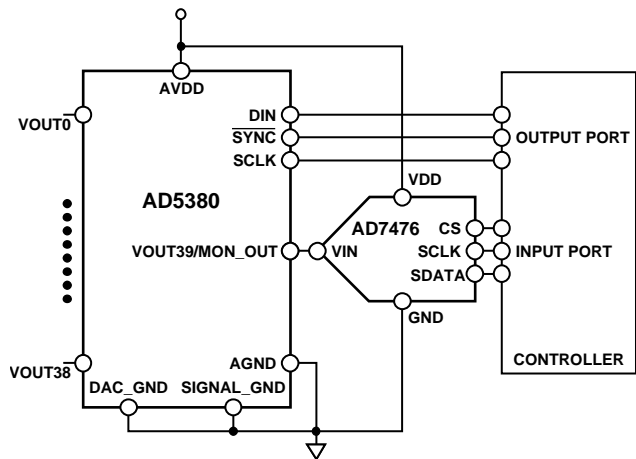 AVDD
VOUT0
DIN
SYNC
SCLK
OUTPUT PORT
AD5380
VDD
AD7476
CS
VOUT39/MON_OUT
VIN
SCLK
INPUT PORT
SDATA
GND
VOUT38
AGND
CONTROLLER
DAC_GND
SIGNAL_GND